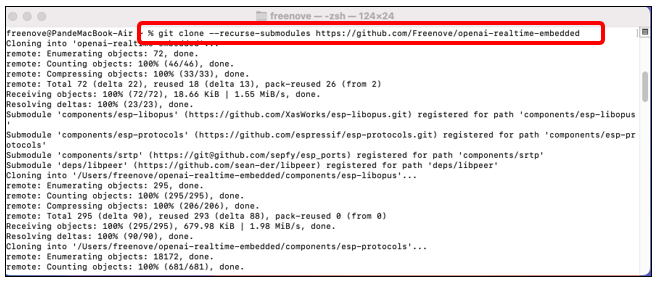 freenove — -zsh — 124×24
freenove@PandeMacBook-Air ~ % git clone --recurse-submodules https://github.com/Freenove/openai-realtime-embedded
Cloning into 'openai-realtime-embedded'...
remote: Enumerating objects: 72, done.
remote: Counting objects: 100% (46/46), done.
remote: Compressing objects: 100% (33/33), done.
remote: Total 72 (delta 22), reused 18 (delta 13), pack-reused 26 (from 2)
Receiving objects: 100% (72/72), 18.66 KiB | 1.55 MiB/s, done.
Resolving deltas: 100% (23/23), done.
Submodule 'components/esp-libopus' (https://github.com/XasWorks/esp-libopus.git) registered for path 'components/esp-libopus
'
Submodule 'components/esp-protocols' (https://github.com/espressif/esp-protocols.git) registered for path 'components/esp-pr
otocols'
Submodule 'components/srtp' (https://git@github.com/sepfy/esp_ports) registered for path 'components/srtp'
Submodule 'deps/libpeer' (https://github.com/sean-der/libpeer) registered for path 'deps/libpeer'
Cloning into '/Users/freenove/openai-realtime-embedded/components/esp-libopus'...
remote: Enumerating objects: 295, done.
remote: Counting objects: 100% (295/295), done.
remote: Compressing objects: 100% (206/206), done.
remote: Total 295 (delta 90), reused 293 (delta 88), pack-reused 0 (from 0)
Receiving objects: 100% (295/295), 679.98 KiB | 1.98 MiB/s, done.
Resolving deltas: 100% (90/90), done.
Cloning into '/Users/freenove/openai-realtime-embedded/components/esp-protocols'...
remote: Enumerating objects: 18172, done.
remote: Counting objects: 100% (681/681), done.